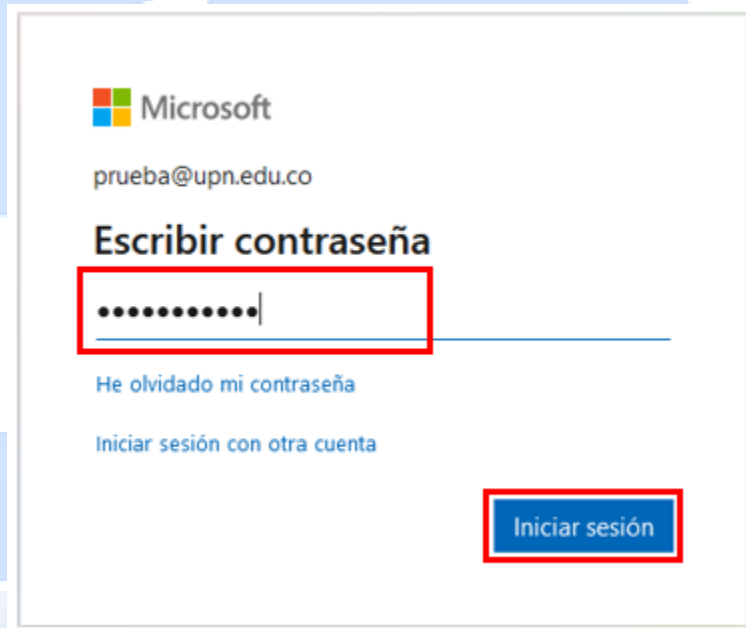 Microsoft
prueba@upn.edu.co
Escribir contraseña
•••••••••••
He olvidado mi contraseña
Iniciar sesión con otra cuenta
Iniciar sesión